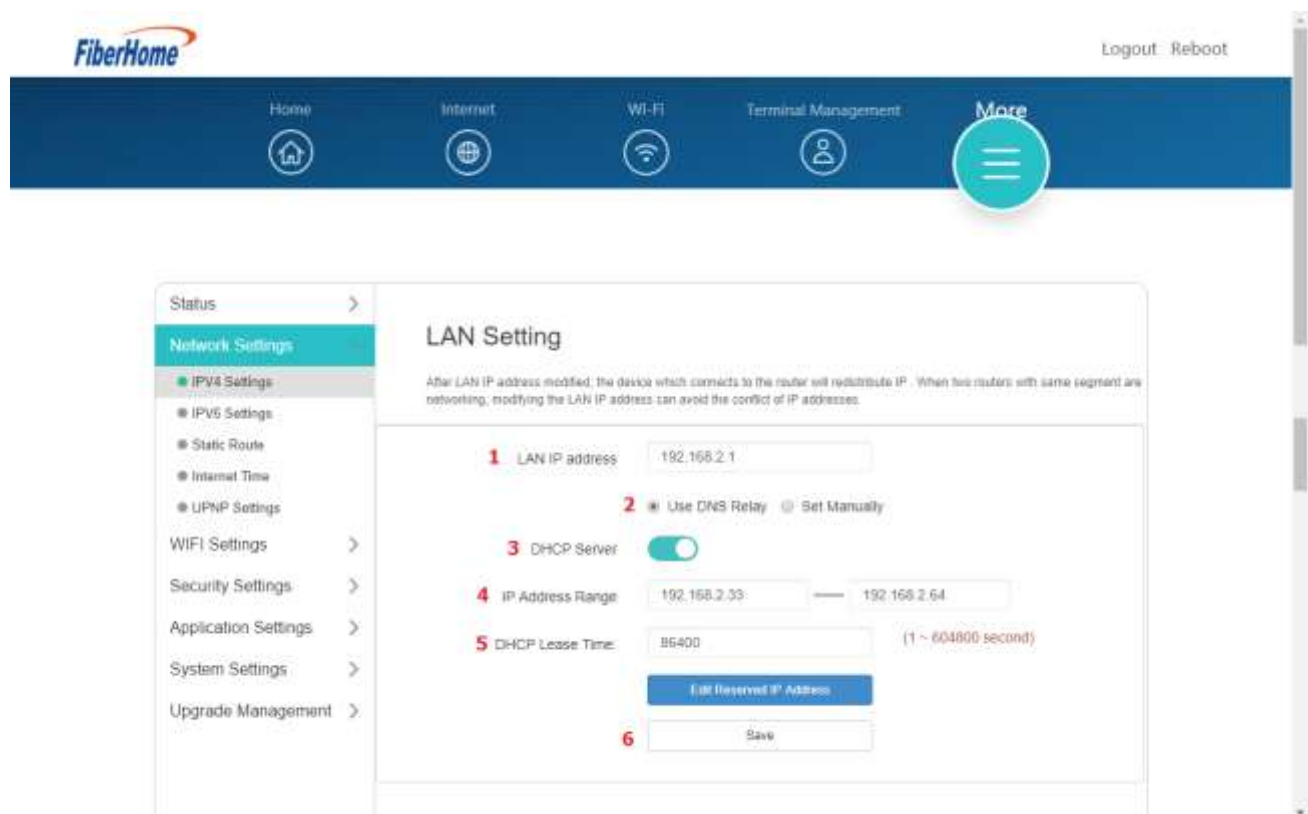 FiberHome
Logout Reboot
Home Internet Wi-Fi Terminal Management More
Status
Network Settings
IPV4 Settings
IPV6 Settings
Static Route
Internet Time
UPNP Settings
WIFI Settings
Security Settings
Application Settings
System Settings
Upgrade Management
LAN Setting
After LAN IP address modified, the device which connects to the router will redistribute IP . When two routers with same segment are
networking, modifying the LAN IP address can avoid the conflict of IP addresses.
1 LAN IP address 192.168.2.1
2 Use DNS Relay Set Manually
3 DHCP Server
4 IP Address Range 192.168.2.33 — 192.168.2.64
5 DHCP Lease Time: 86400 (1 ~ 604800 second)
Edit Reserved IP Address
6 Save